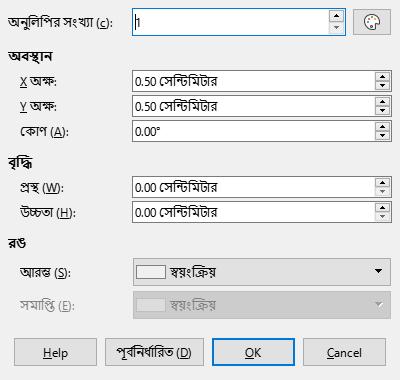 অনুলিপির সংখ্যা (c): 1
অবস্থান
X অক্ষ: 0.50 সেন্টিমিটার
Y অক্ষ: 0.50 সেন্টিমিটার
কোণ (A): 0.00°
বৃদ্ধি
প্রস্থ (W): 0.00 সেন্টিমিটার
উচ্চতা (H): 0.00 সেন্টিমিটার
রঙ
আরম্ভ (S): স্বয়ংক্রিয়
সমাপ্তি (E): স্বয়ংক্রিয়
Help পূর্বনির্ধারিত (D) OK Cancel